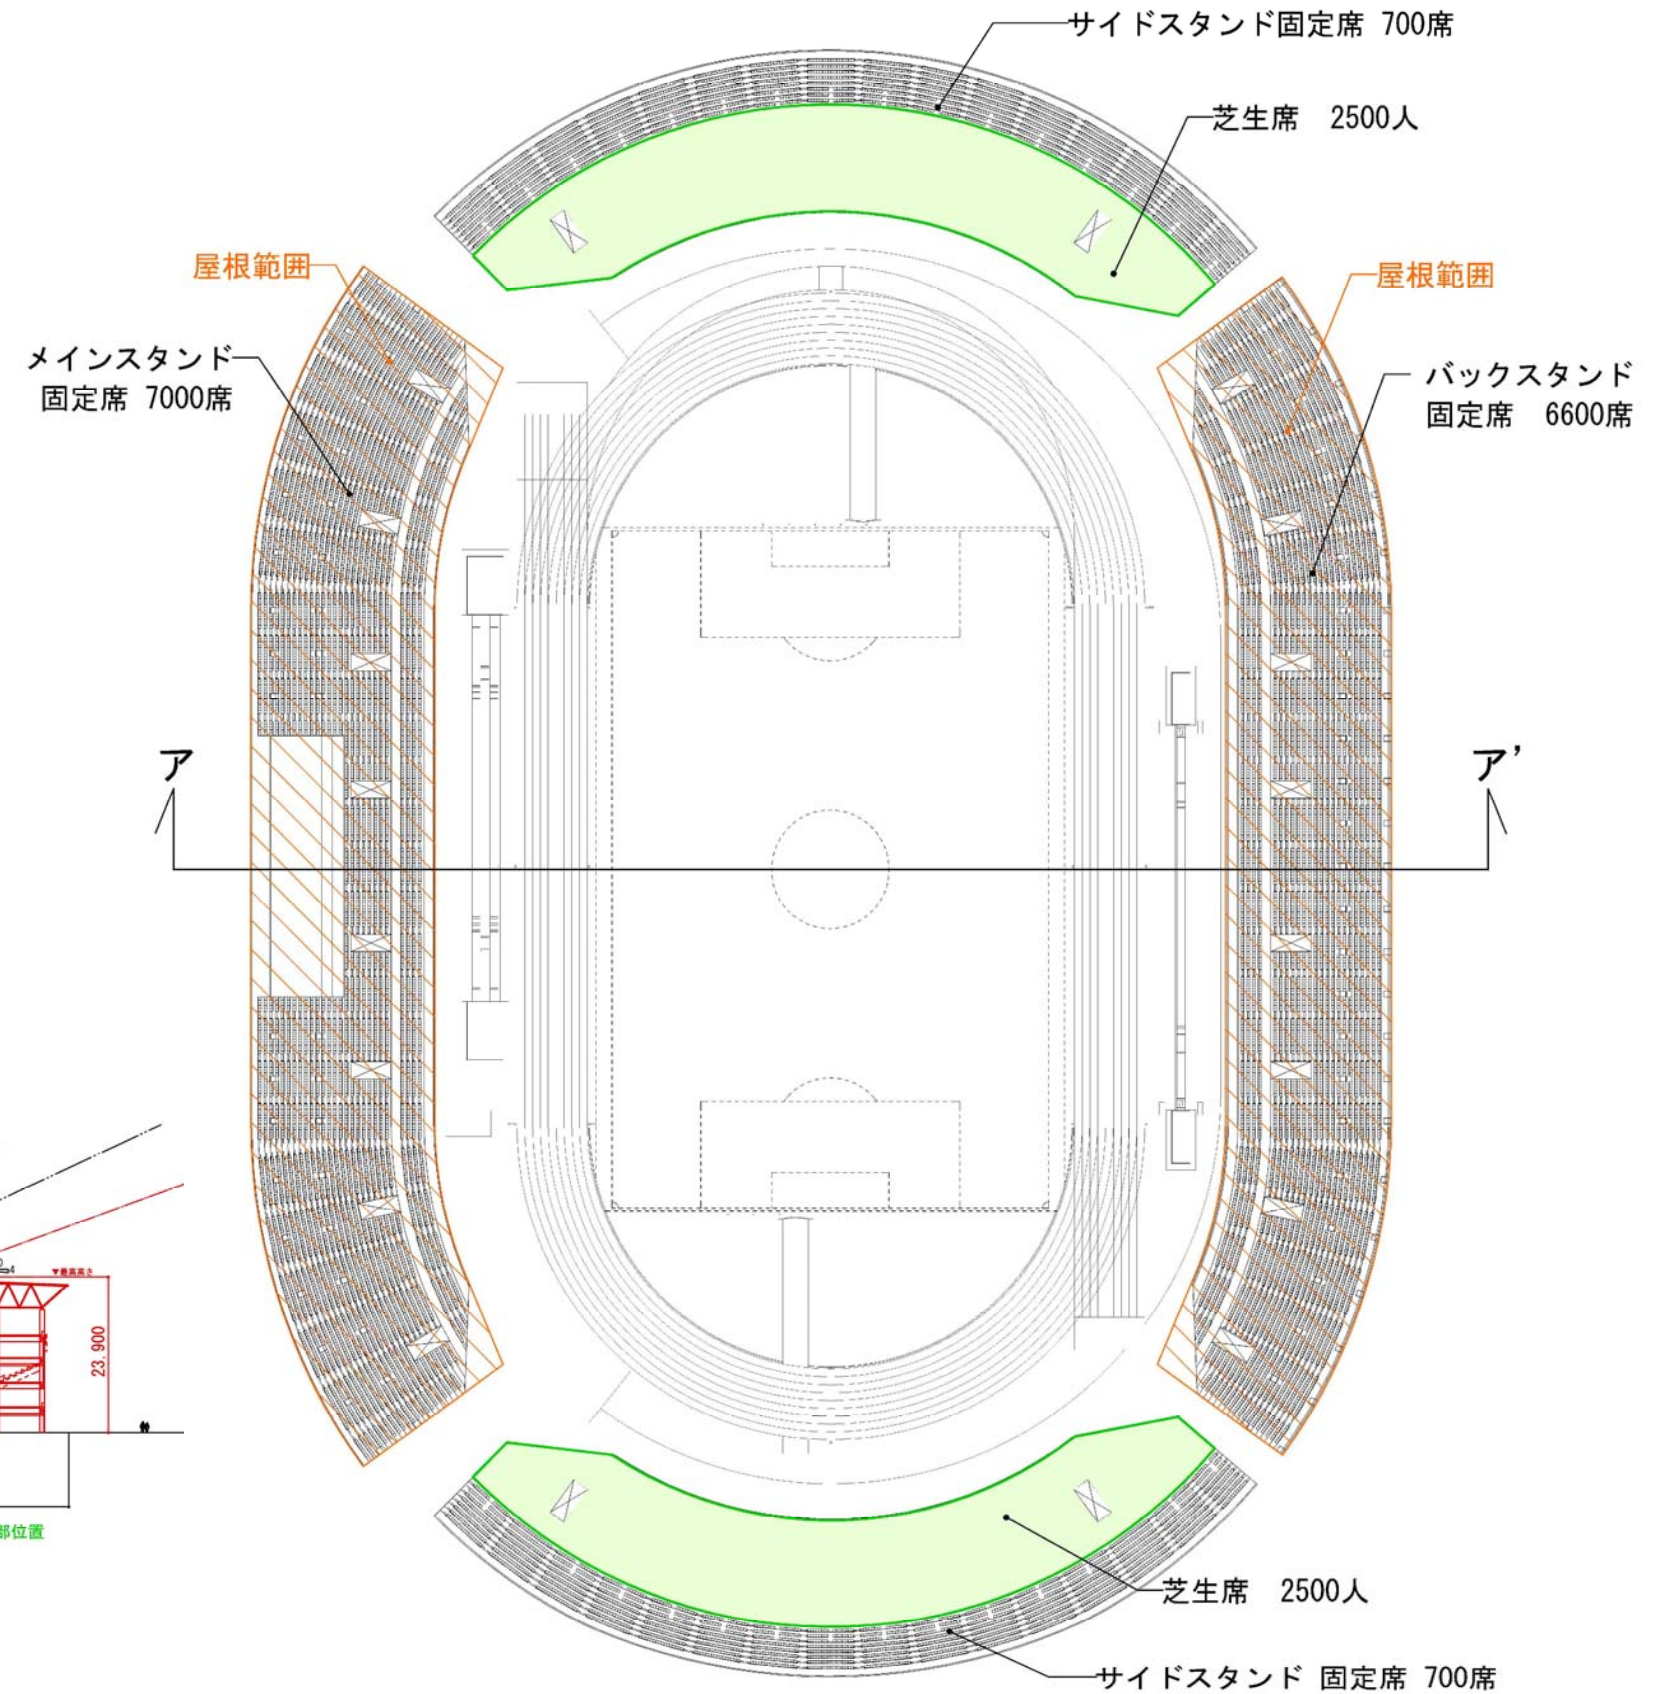 サイドスタンド固定席 700席
芝生席 2500人
屋根範囲
屋根範囲
メインスタンド
固定席 7000席
バックスタンド
固定席 6600席
ア
ア'
▼最高高さ
23,900
部位置
芝生席 2500人
サイドスタンド 固定席 700席